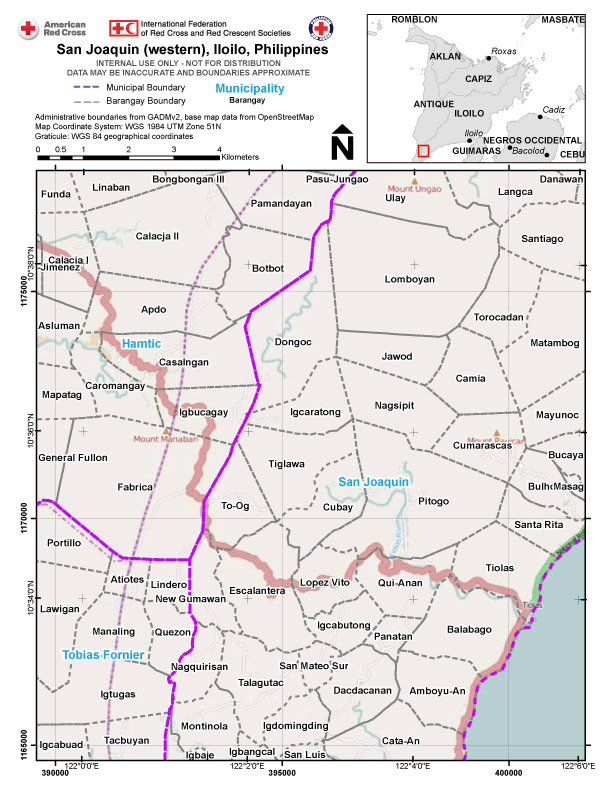 American Red Cross
International Federation of Red Cross and Red Crescent Societies
San Joaquin (western), Iloilo, Philippines
INTERNAL USE ONLY - NOT FOR DISTRIBUTION
DATA MAY BE INACCURATE AND BOUNDARIES APPROXIMATE
Municipal Boundary
Municipality
Barangay Boundary
Barangay
Administrative boundaries from GADMv2, base map data from OpenStreetMap
Map Coordinate System: WGS 1984 UTM Zone 51N
Graticule: WGS 84 geographical coordinates
0 0.5 1 2 3 4
Kilometers
N
ROMBLON
MASBATE
Roxas
AKLAN
CAPIZ
ANTIQUE
ILOILO
Cadiz
Iloilo
NEGROS OCCIDENTAL
GUIMARAS
Bacolod
CEBU
Bongbongan III
Pasu-Jungao
Danawan
Linaban
Funda
Mount Ungao
Ulay
Langca
Pamandayan
Calacja II
Santiago
Calacja I
Jimenez
Botbot
Lomboyan
Apdo
Torocadan
Asluman
Hamtic
Dongoc
Matambog
Casalngan
Jawod
Camia
Caromangay
Mapatag
Igbucagay
Igcaratong
Nagsipit
Mayunoc
Mount Manaban
Cumarascas
General Fullon
Tiglawa
Bucaya
Fabrica
San Joaquin
Masag
To-Og
Cubay
Pitogo
Santa Rita
Portillo
Tiolas
Atiotes
Lindero
Escalantera
Lopez Vito
Qui-Anan
New Gumawan
Lawigan
Tiolas
Igcabutong
Manaling
Quezon
Panatan
Balabago
Tobias Fornier
Nagquirisan
San Mateo Sur
Talagutac
Dacdacanan
Amboyu-An
Igtugas
Montinola
Igdomingding
Igcabuad
Tacbuyan
Cata-An
Igbaje
Igbangcal
San Luis
10°38'0"N
1175000
10°36'0"N
1170000
10°34'0"N
1165000
390000
122°0'0"E
122°2'0"E
395000
122°4'0"E
400000
122°6'0"E